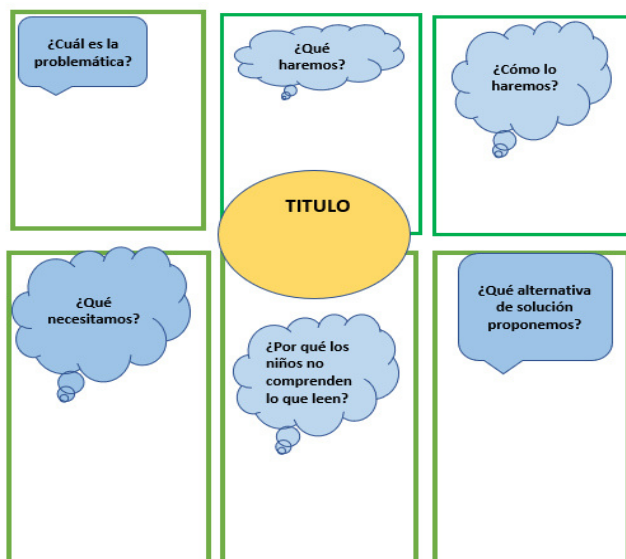 ¿Cuál es la
problemática?
¿Qué
haremos?
¿Cómo lo
haremos?
TITULO
¿Qué
necesitamos?
¿Por qué los
niños no
comprenden
lo que leen?
¿Qué alternativa
de solución
proponemos?